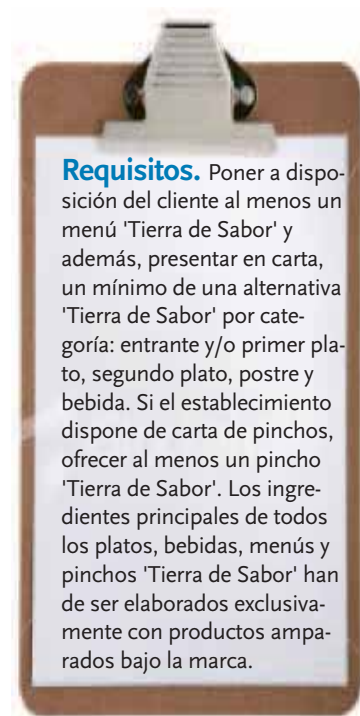 Requisitos. Poner a dispo-
sición del cliente al menos un
menú 'Tierra de Sabor' y
además, presentar en carta,
un mínimo de una alternativa
'Tierra de Sabor' por cate-
goría: entrante y/o primer pla-
to, segundo plato, postre y
bebida. Si el establecimiento
dispone de carta de pinchos,
ofrecer al menos un pincho
'Tierra de Sabor'. Los ingre-
dientes principales de todos
los platos, bebidas, menús y
pinchos 'Tierra de Sabor' han
de ser elaborados exclusiva-
mente con productos ampa-
rados bajo la marca.